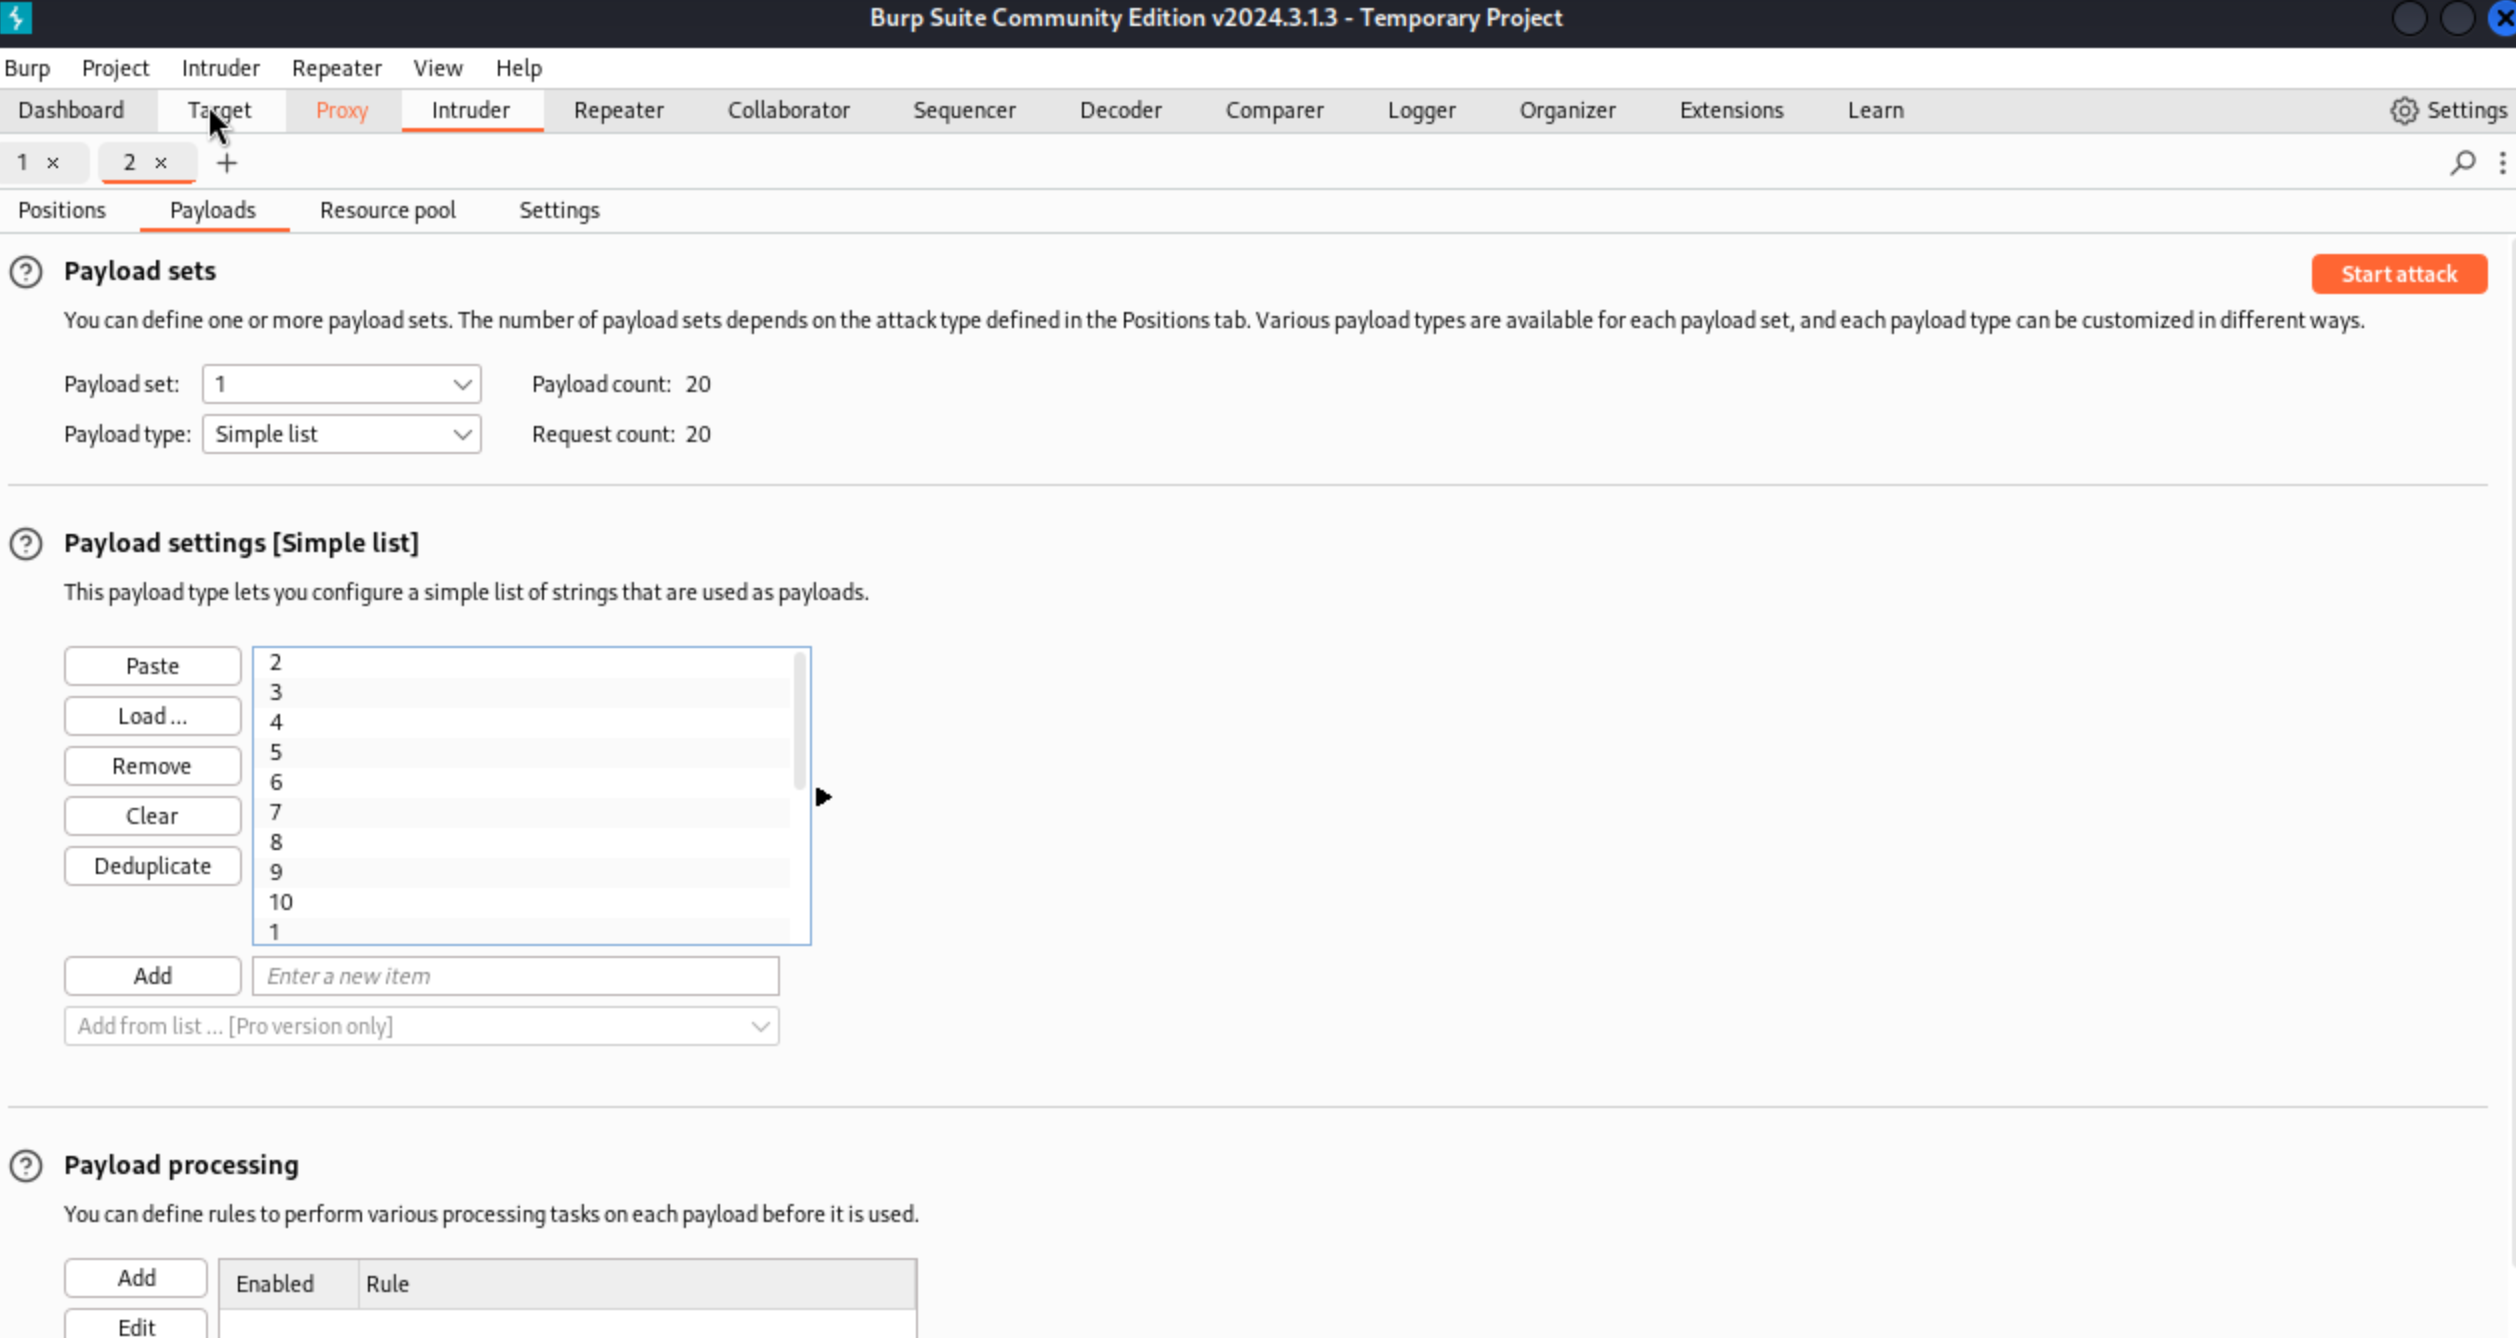 Burp Suite Community Edition v2024.3.1.3 - Temporary Project
Burp Project Intruder Repeater View Help
Dashboard Target Proxy Intruder Repeater Collaborator Sequencer Decoder Comparer Logger Organizer Extensions Learn Settings
1 × 2 × +
Positions Payloads Resource pool Settings
? Payload sets
Start attack
You can define one or more payload sets. The number of payload sets depends on the attack type defined in the Positions tab. Various payload types are available for each payload set, and each payload type can be customized in different ways.
Payload set: 1 Payload count: 20
Payload type: Simple list Request count: 20
? Payload settings [Simple list]
This payload type lets you configure a simple list of strings that are used as payloads.
Paste
Load ...
Remove
Clear
Deduplicate
2
3
4
5
6
7
8
9
10
1
Add Enter a new item
Add from list ... [Pro version only]
? Payload processing
You can define rules to perform various processing tasks on each payload before it is used.
Add Enabled Rule
Edit